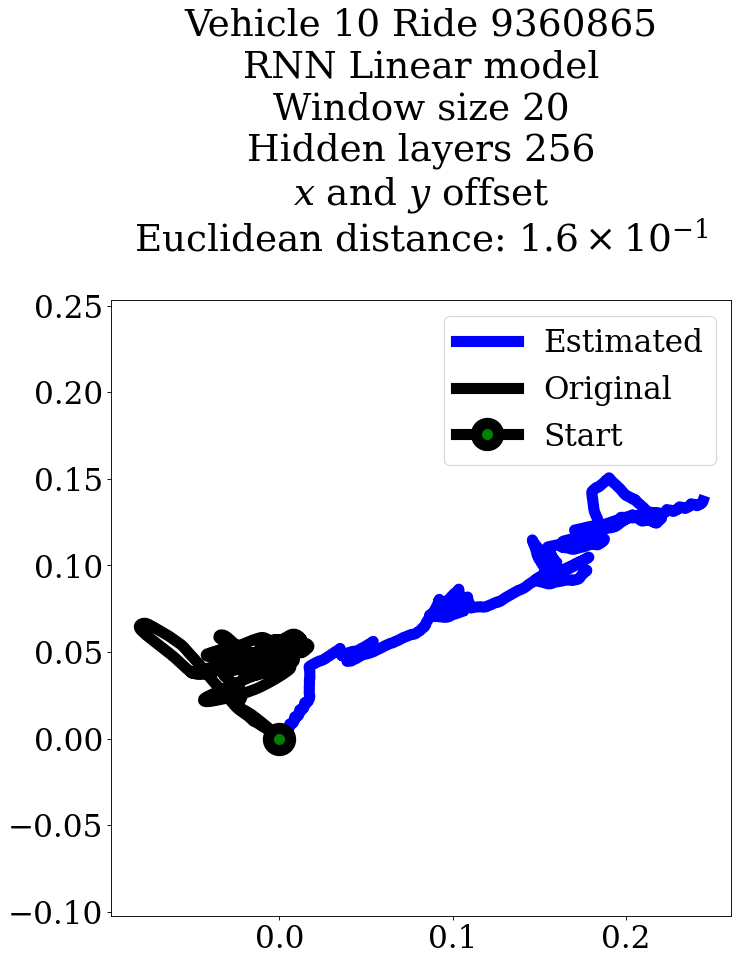 Vehicle 10 Ride 9360865
RNN Linear model
Window size 20
Hidden layers 256
x and y offset
Euclidean distance: 1.6 × 10⁻¹
Estimated
Original
Start
0.25
0.20
0.15
0.10
0.05
0.00
−0.05
−0.10
0.0 0.1 0.2